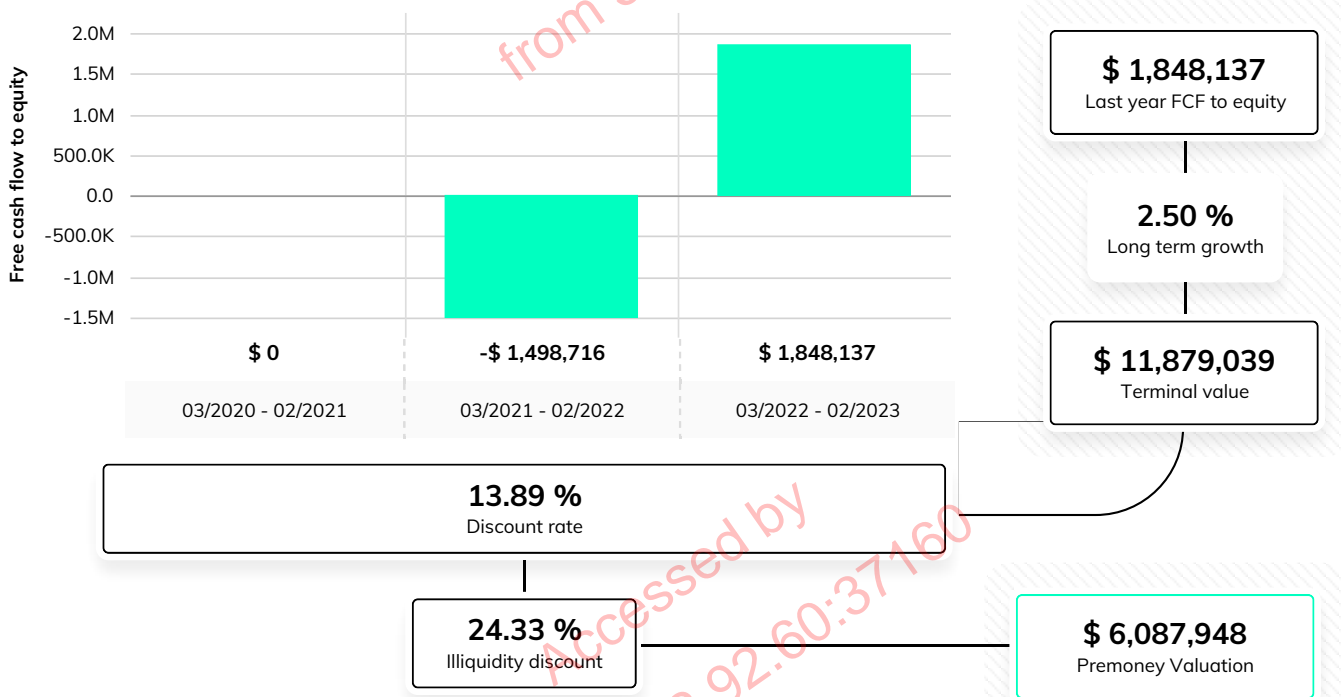 from
Free cash flow to equity
2.0M
1.5M
1.0M
500.0K
0.0
-500.0K
-1.0M
-1.5M
$ 0
-$ 1,498,716
$ 1,848,137
03/2020 - 02/2021
03/2021 - 02/2022
03/2022 - 02/2023
$ 1,848,137
Last year FCF to equity
2.50 %
Long term growth
$ 11,879,039
Terminal value
13.89 %
Discount rate
24.33 %
Illiquidity discount
$ 6,087,948
Premoney Valuation
Accessed by
92.60:37160